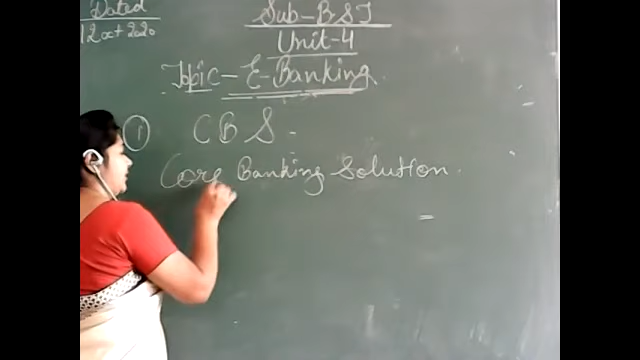 Dated
12 oct 2020
Sub-BST
Unit-4
Topic-E-Banking
① CBS
Core Banking Solution